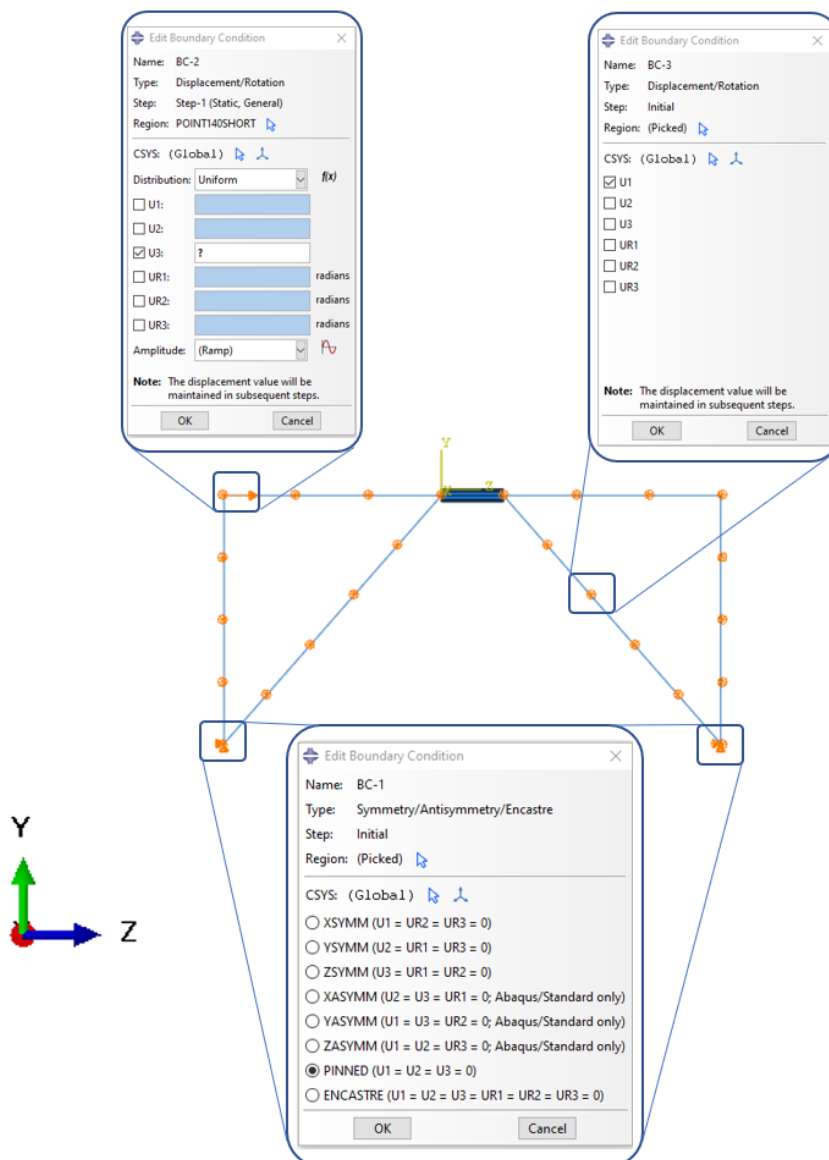 Edit Boundary Condition
Name: BC-2
Type: Displacement/Rotation
Step: Step-1 (Static, General)
Region: POINT140SHORT
CSYS: (Global)
Distribution: Uniform f(x)
U1:
U2:
U3: ?
UR1: radians
UR2: radians
UR3: radians
Amplitude: (Ramp)
Note: The displacement value will be
maintained in subsequent steps.
OK Cancel
Edit Boundary Condition
Name: BC-3
Type: Displacement/Rotation
Step: Initial
Region: (Picked)
CSYS: (Global)
U1
U2
U3
UR1
UR2
UR3
Note: The displacement value will be
maintained in subsequent steps.
OK Cancel
Y
Z
Edit Boundary Condition
Name: BC-1
Type: Symmetry/Antisymmetry/Encastre
Step: Initial
Region: (Picked)
CSYS: (Global)
XSYMM (U1 = UR2 = UR3 = 0)
YSYMM (U2 = UR1 = UR3 = 0)
ZSYMM (U3 = UR1 = UR2 = 0)
XASYMM (U2 = U3 = UR1 = 0; Abaqus/Standard only)
YASYMM (U1 = U3 = UR2 = 0; Abaqus/Standard only)
ZASYMM (U1 = U2 = UR3 = 0; Abaqus/Standard only)
PINNED (U1 = U2 = U3 = 0)
ENCASTRE (U1 = U2 = U3 = UR1 = UR2 = UR3 = 0)
OK Cancel
Y
Z